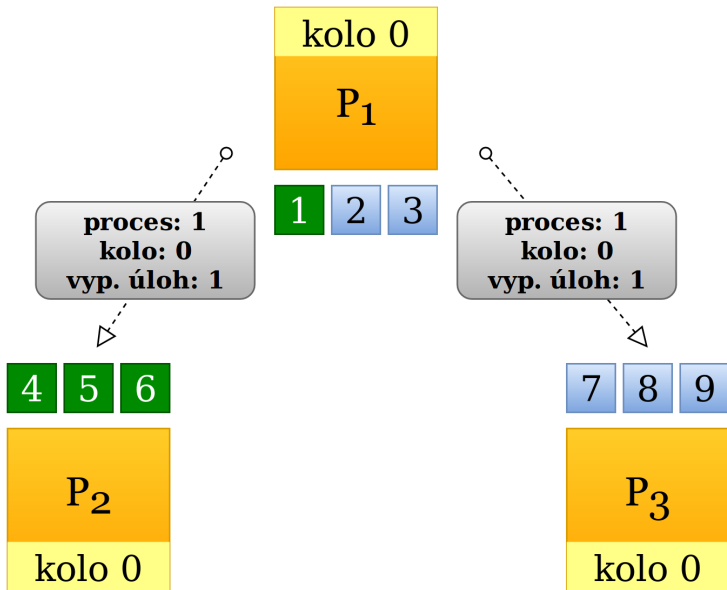 kolo 0
P1
1 2 3
proces: 1
kolo: 0
vyp. úloh: 1
proces: 1
kolo: 0
vyp. úloh: 1
4 5 6
P2
kolo 0
7 8 9
P3
kolo 0